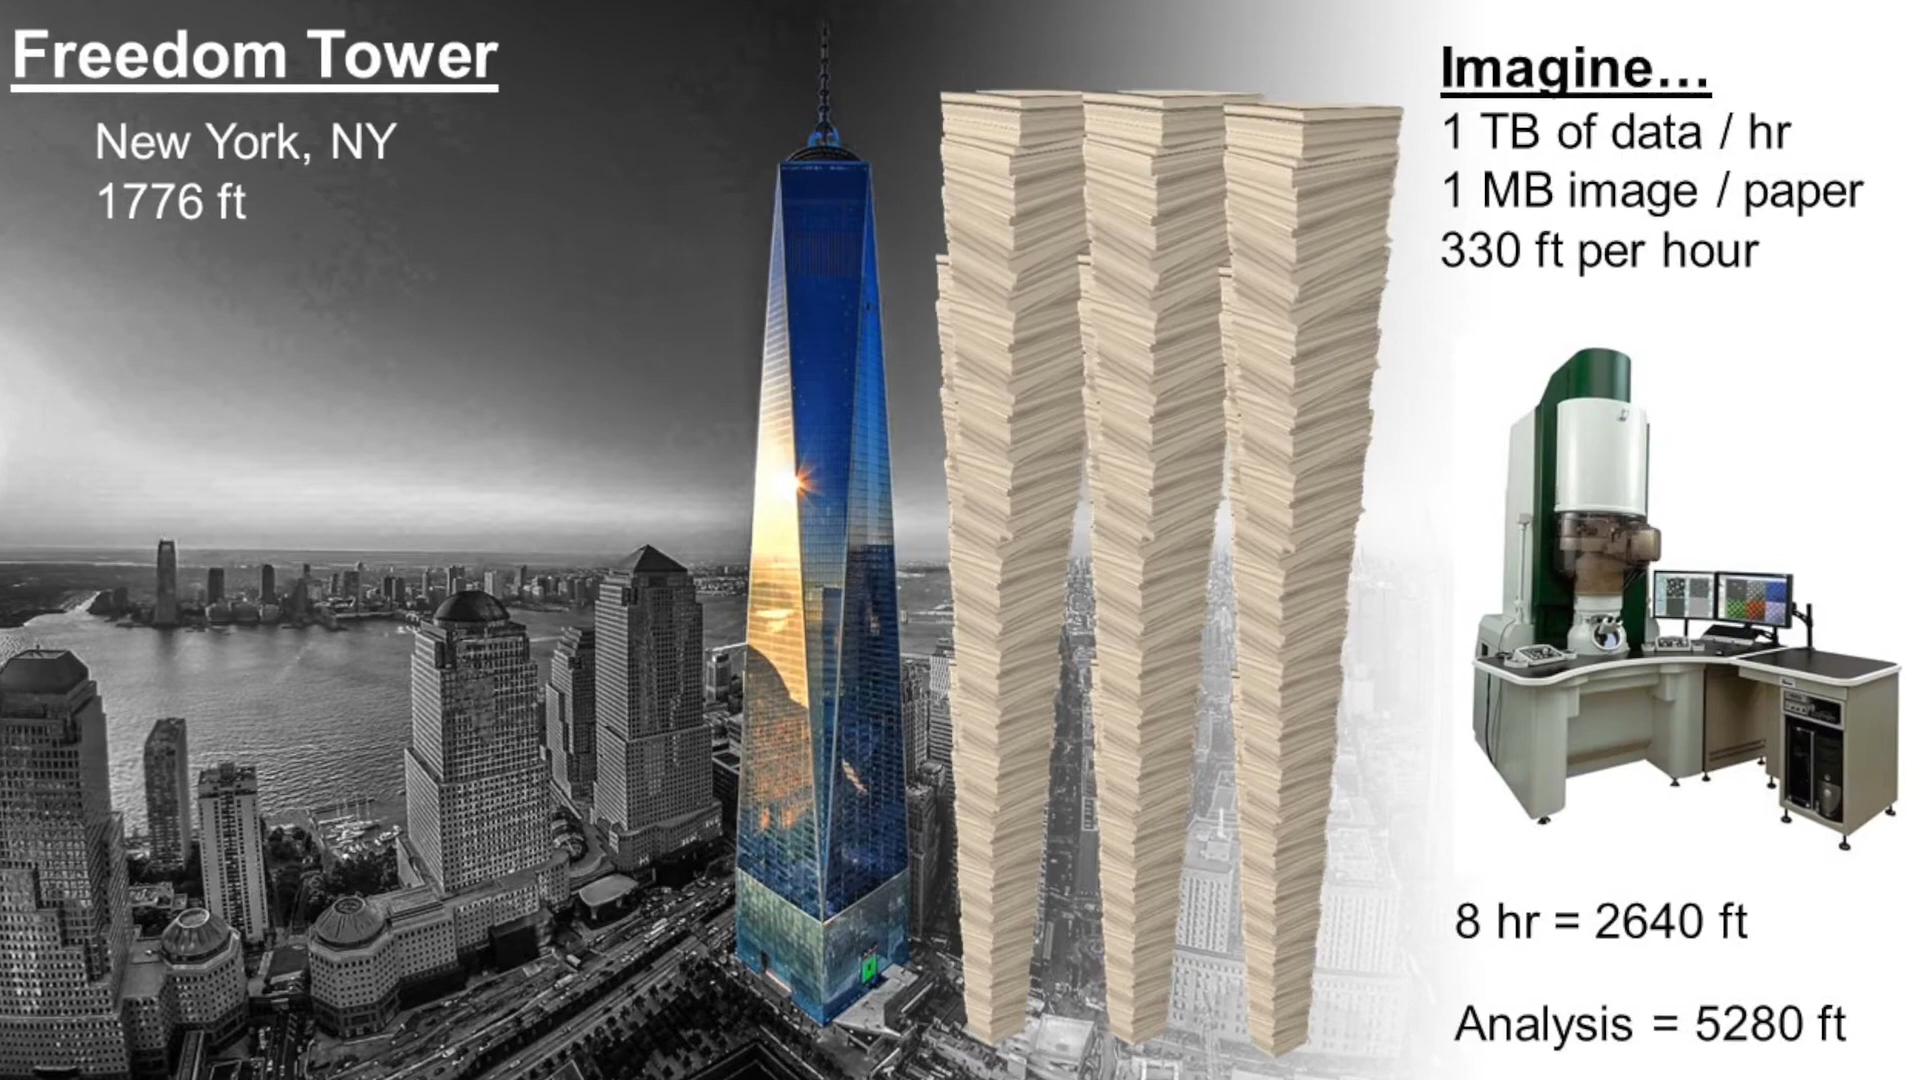 Freedom Tower
New York, NY
1776 ft
Imagine…
1 TB of data / hr
1 MB image / paper
330 ft per hour
8 hr = 2640 ft
Analysis = 5280 ft